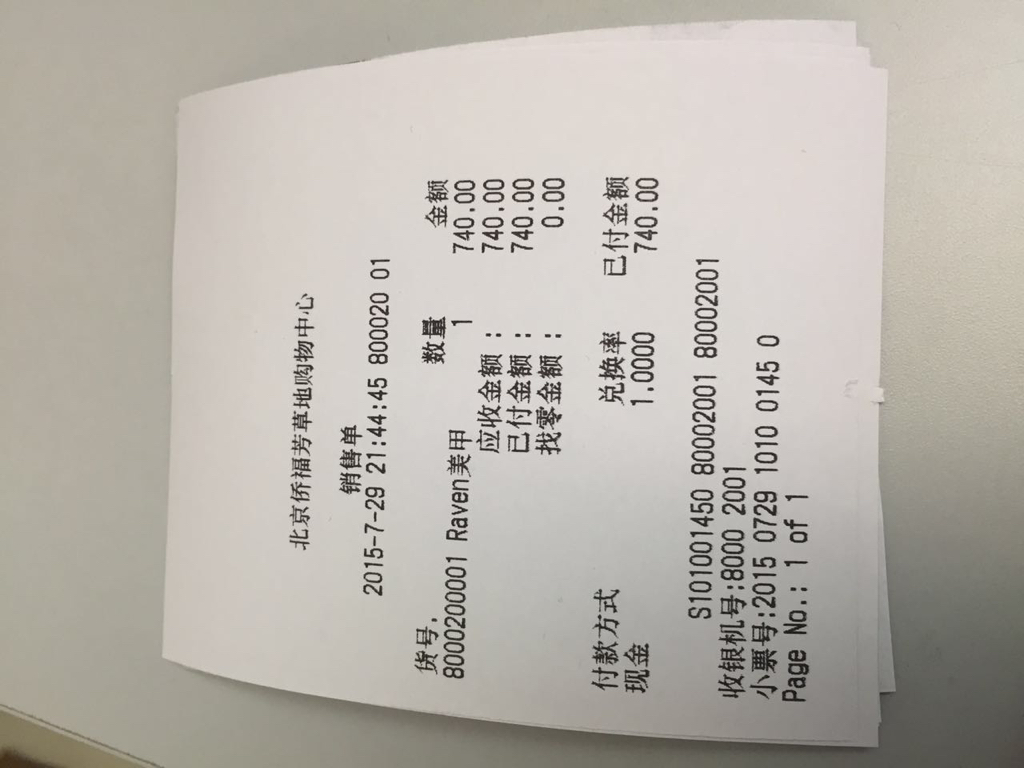 北京侨福芳草地购物中心
销售单
2015-7-29 21:44:45 800020 01
货号, 数量 金额
8000200001 Raven美甲 1 740.00
应收金额: 740.00
已付金额: 740.00
找零金额: 0.00
付款方式 兑换率 已付金额
现金 1.0000 740.00
S101001450 80002001 80002001
收银机号:8000 2001
小票号:2015 0729 1010 0145 0
Page No.: 1 of 1